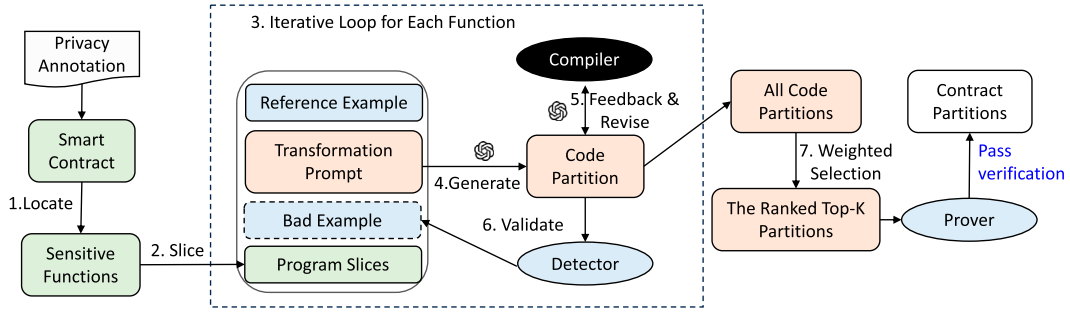 3. Iterative Loop for Each Function
Privacy
Annotation
Smart
Contract
1.Locate
Sensitive
Functions
2. Slice
Reference Example
Transformation
Prompt
Bad Example
Program Slices
4.Generate
Compiler
5. Feedback &
Revise
Code
Partition
6. Validate
Detector
All Code
Partitions
7. Weighted
Selection
The Ranked Top-K
Partitions
Prover
Pass
verification
Contract
Partitions